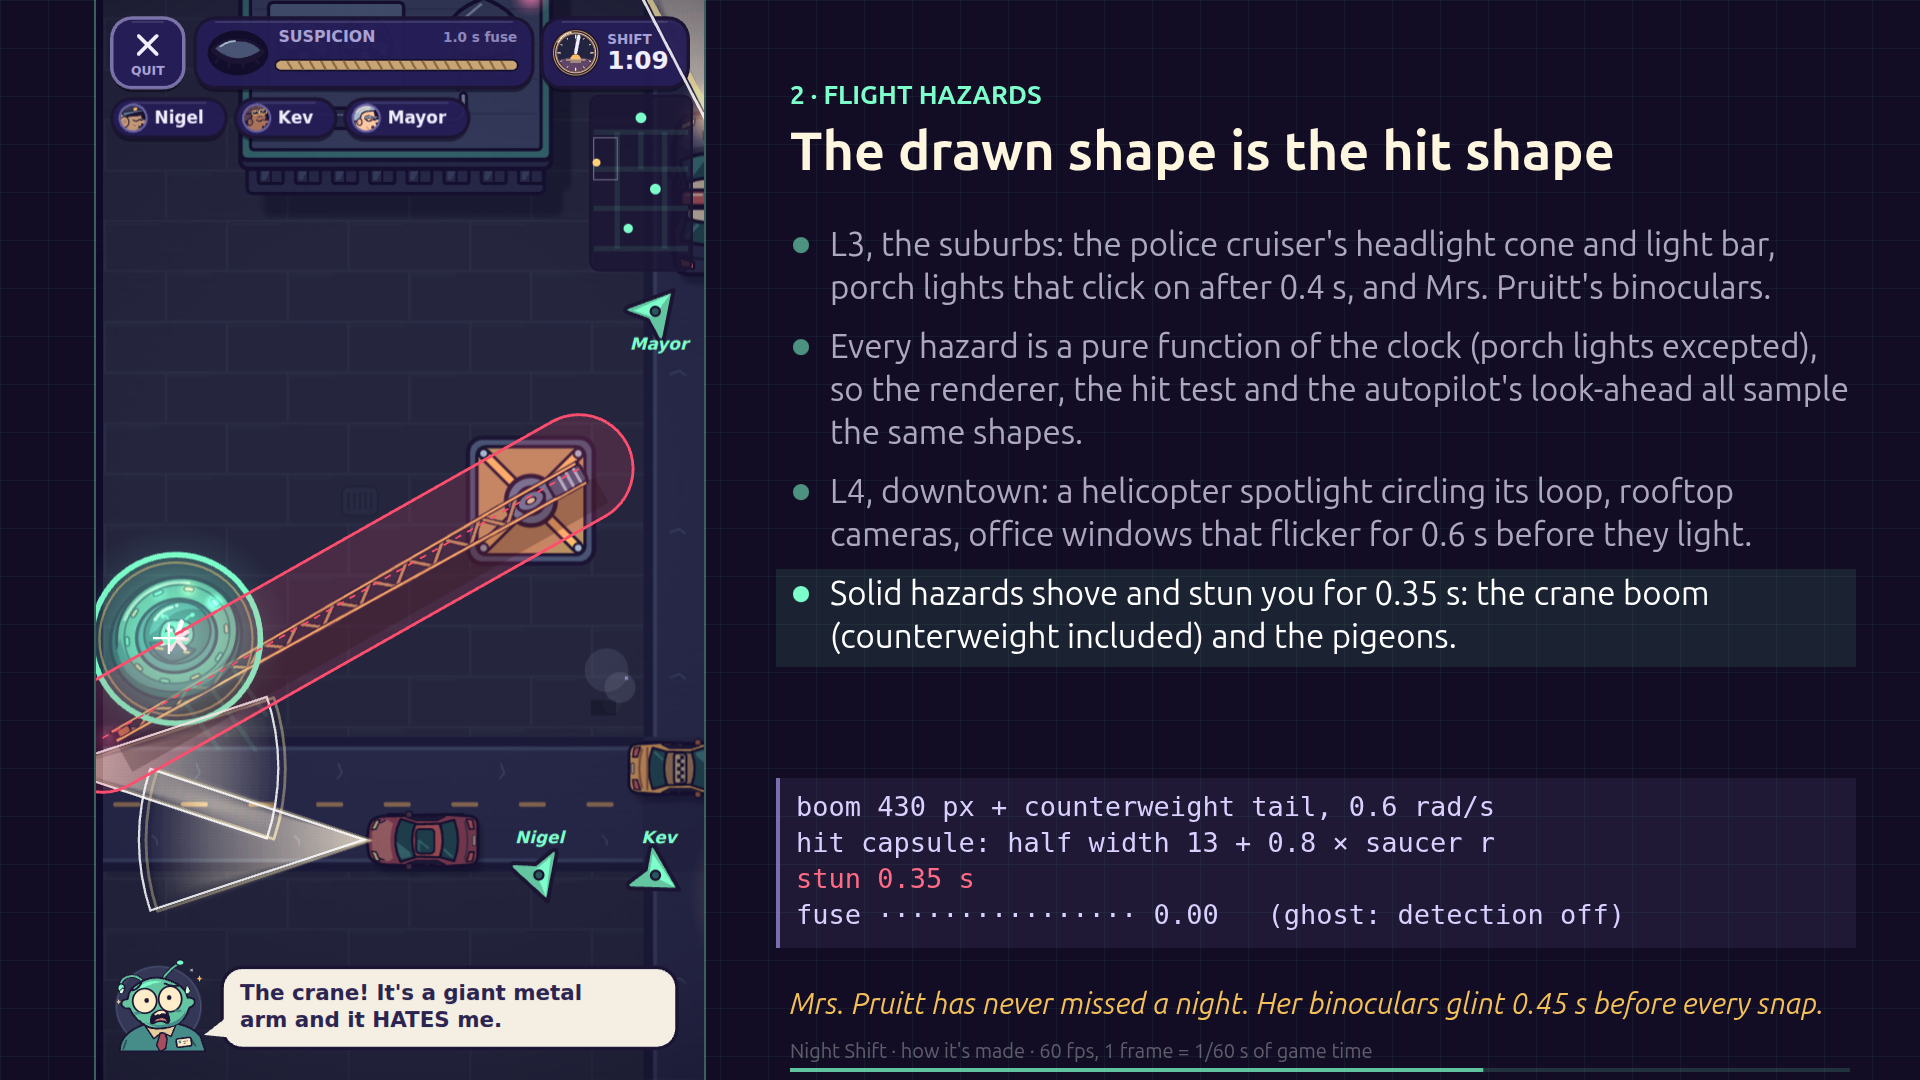 QUIT
SUSPICION
1.0 s fuse
SHIFT
1:09
Nigel
Kev
Mayor
Mayor
Nigel
Kev
The crane! It's a giant metal
arm and it HATES me.
2 · FLIGHT HAZARDS
The drawn shape is the hit shape
L3, the suburbs: the police cruiser's headlight cone and light bar,
porch lights that click on after 0.4 s, and Mrs. Pruitt's binoculars.
Every hazard is a pure function of the clock (porch lights excepted),
so the renderer, the hit test and the autopilot's look-ahead all sample
the same shapes.
L4, downtown: a helicopter spotlight circling its loop, rooftop
cameras, office windows that flicker for 0.6 s before they light.
Solid hazards shove and stun you for 0.35 s: the crane boom
(counterweight included) and the pigeons.
boom 430 px + counterweight tail, 0.6 rad/s
hit capsule: half width 13 + 0.8 × saucer r
stun 0.35 s
fuse ················ 0.00 (ghost: detection off)
Mrs. Pruitt has never missed a night. Her binoculars glint 0.45 s before every snap.
Night Shift · how it's made · 60 fps, 1 frame = 1/60 s of game time